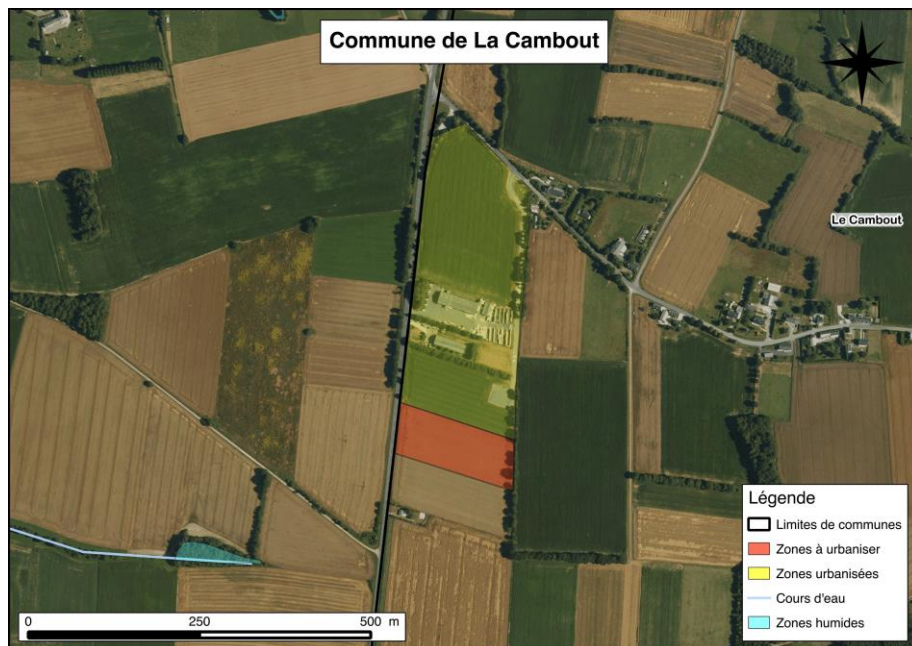 Commune de La Cambout
Le Cambout
Légende
Limites de communes
Zones à urbaniser
Zones urbanisées
Cours d'eau
Zones humides
0 250 500 m